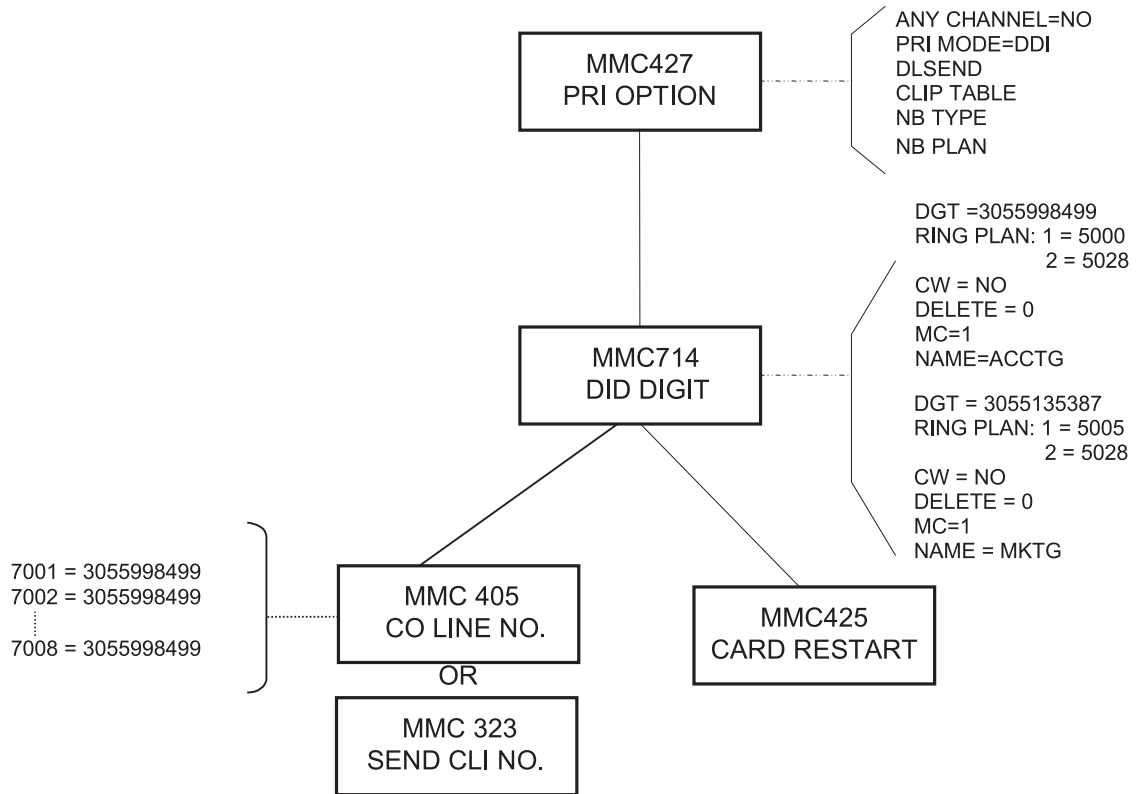 MMC427
PRI OPTION
ANY CHANNEL=NO
PRI MODE=DDI
DLSEND
CLIP TABLE
NB TYPE
NB PLAN
MMC714
DID DIGIT
DGT =3055998499
RING PLAN: 1 = 5000
2 = 5028
CW = NO
DELETE = 0
MC=1
NAME=ACCTG
DGT = 3055135387
RING PLAN: 1 = 5005
2 = 5028
CW = NO
DELETE = 0
MC=1
NAME = MKTG
7001 = 3055998499
7002 = 3055998499
7008 = 3055998499
MMC 405
CO LINE NO.
OR
MMC 323
SEND CLI NO.
MMC425
CARD RESTART